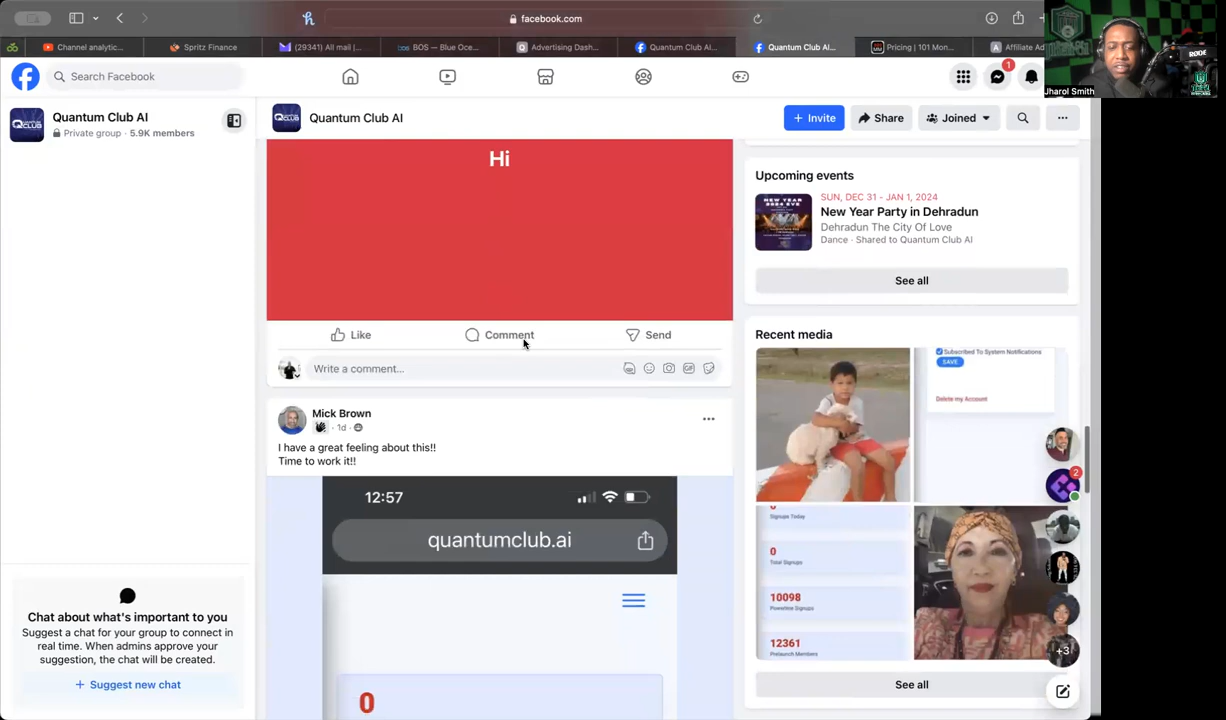 facebook.com
Channel analytic...
Spritz Finance
(29341) All mail |...
BOS — Blue Oce...
Advertising Dash...
Quantum Club AI...
Quantum Club AI...
Pricing | 101 Mon...
Affiliate Ad
RODE
Jharol Smith
Search Facebook
1
Quantum Club AI
Private group · 5.9K members
QCLUB
Quantum Club AI
+ Invite
Share
Joined
Hi
Like
Comment
Send
Write a comment...
Mick Brown
1d ·
I have a great feeling about this!!
Time to work it!!
12:57
quantumclub.ai
0
Upcoming events
SUN, DEC 31 - JAN 1, 2024
New Year Party in Dehradun
Dehradun The City Of Love
Dance · Shared to Quantum Club AI
See all
Recent media
Subscribed To System Notifications
SAVE
Delete my Account
2
Signups Today
0
Total Signups
10098
Powerline Signups
12361
Prelaunch Members
+3
See all
Chat about what's important to you
Suggest a chat for your group to connect in
real time. When admins approve your
suggestion, the chat will be created.
+ Suggest new chat